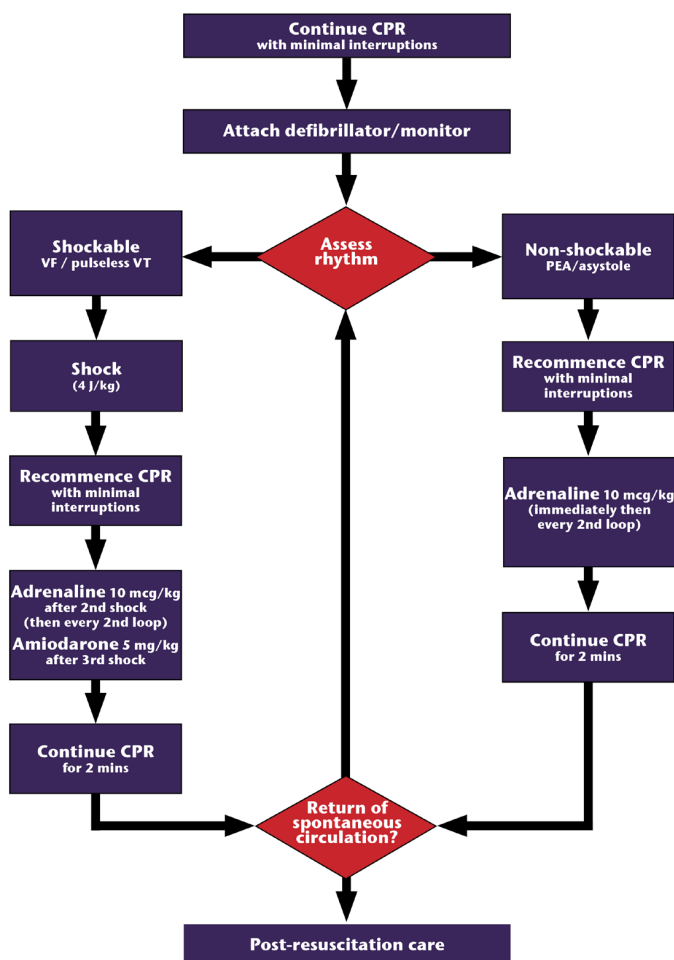 Continue CPR
with minimal interruptions
Attach defibrillator/monitor
Assess
rhythm
Shockable
VF / pulseless VT
Shock
(4 J/kg)
Recommence CPR
with minimal
interruptions
Adrenaline 10 mcg/kg
after 2nd shock
(then every 2nd loop)
Amiodarone 5 mg/kg
after 3rd shock
Continue CPR
for 2 mins
Non-shockable
PEA/asystole
Recommence CPR
with minimal
interruptions
Adrenaline 10 mcg/kg
(immediately then
every 2nd loop)
Continue CPR
for 2 mins
Return of
spontaneous
circulation?
Post-resuscitation care